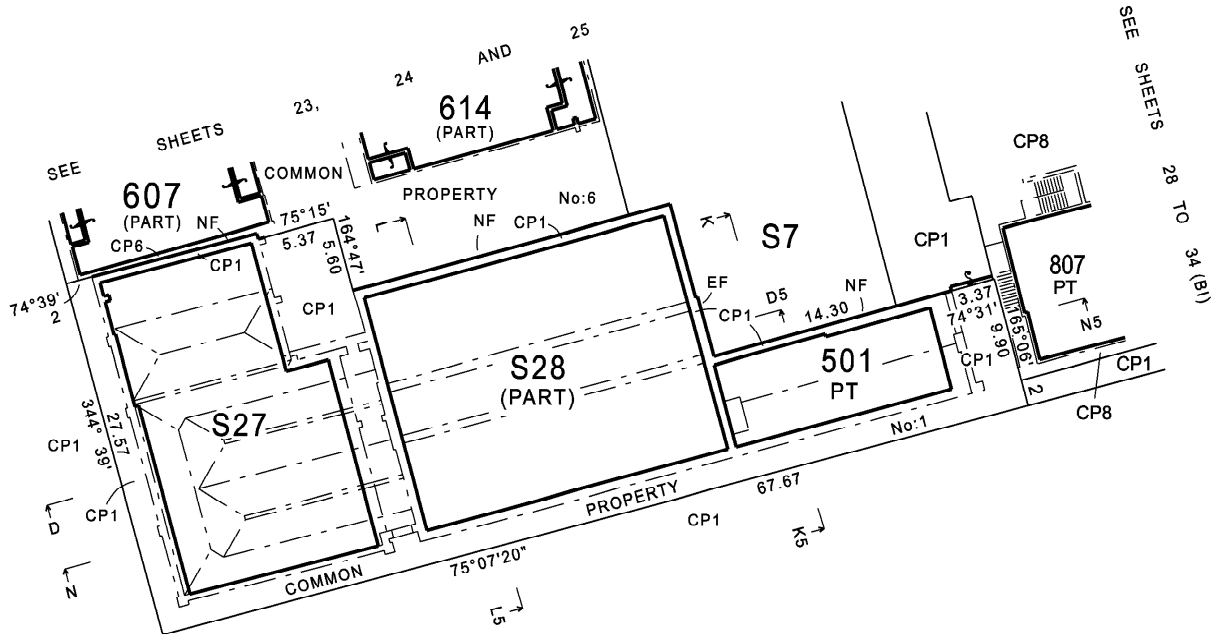 SEE SHEETS 23, 24 AND 25
SEE SHEETS 28 TO 34 (BI)
614
(PART)
CP8
607
(PART)
COMMON
PROPERTY
No:6
NF
75°15'
5.37
164°47'
5.60
L
NF
CP1
K
S7
CP1
807
PT
CP6
CP1
CP1
74°39'
2
EF
CP1
D5
14.30
NF
3.37
74°31'
9.90
165°06'
N5
CP1
S28
(PART)
501
PT
CP1
2
CP8
S27
344° 39'
27.57
CP1
CP1
No:1
PROPERTY
67.67
CP1
K5
D
N
COMMON
75°07'20"
L5